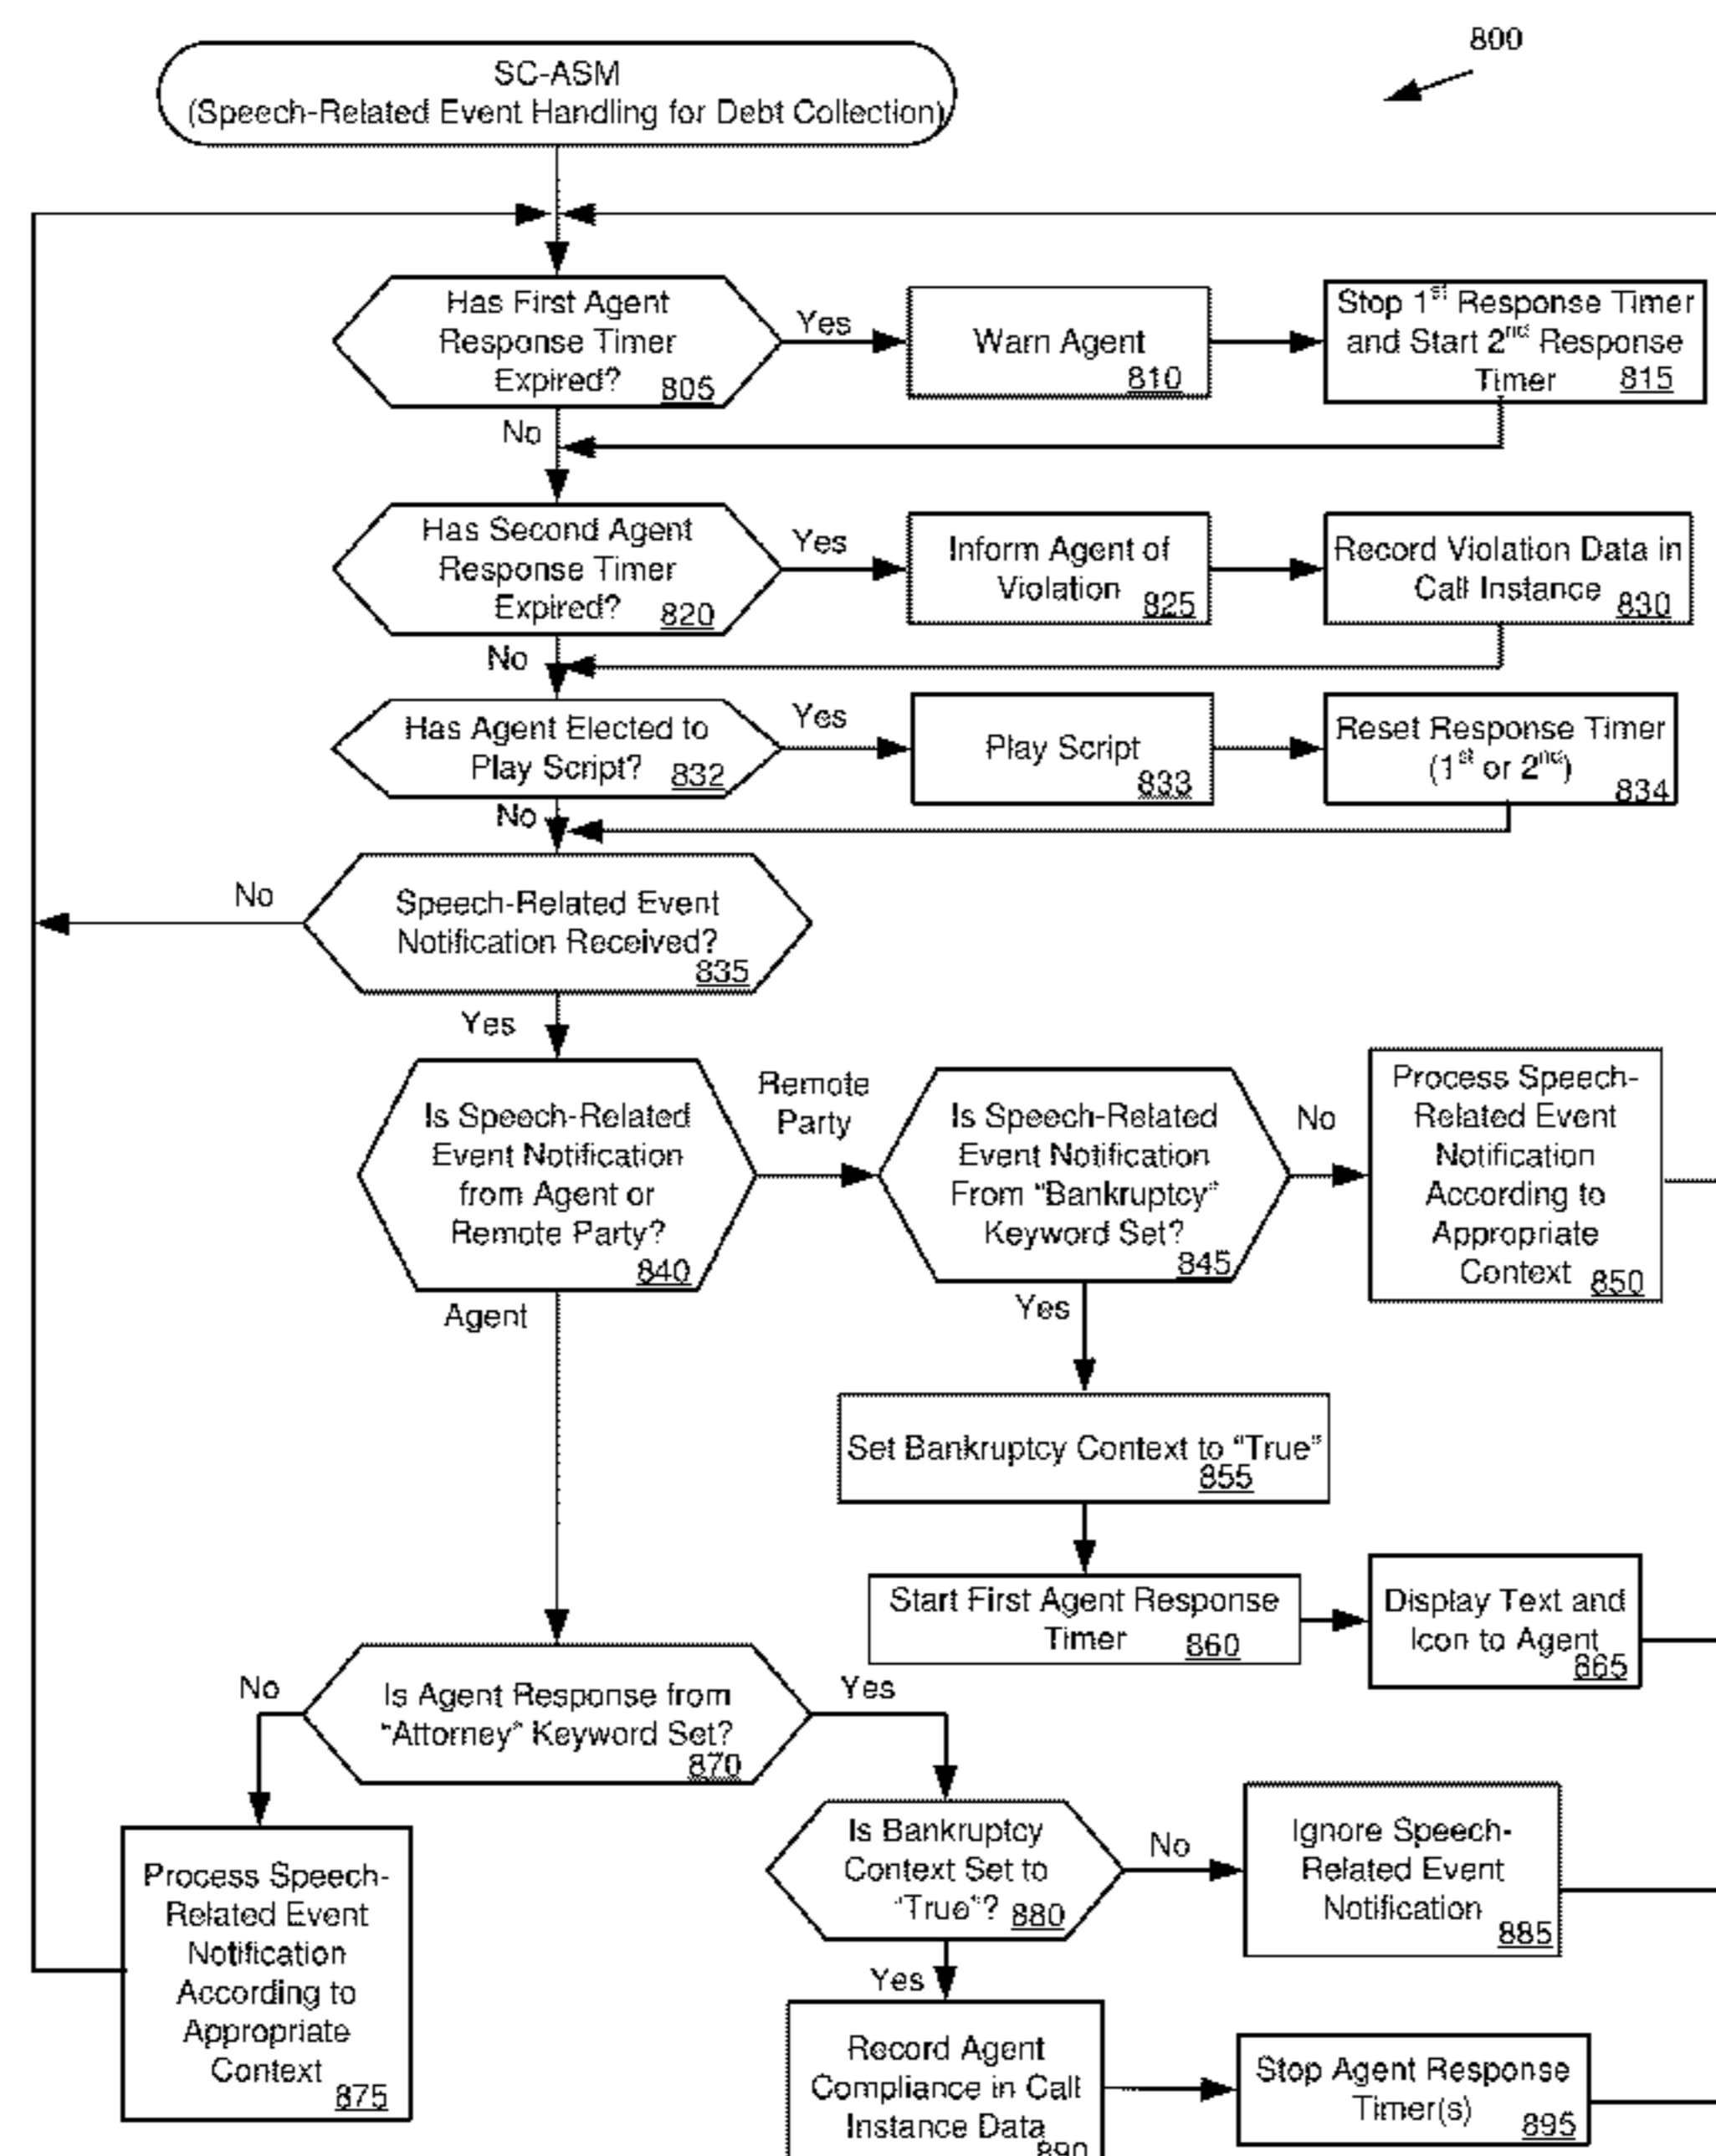 800
SC-ASM
(Speech-Related Event Handling for Debt Collection)
Has First Agent
Response Timer
Expired? 805
Yes
Warn Agent
810
Stop 1st Response Timer
and Start 2nd Response
Timer 815
No
Has Second Agent
Response Timer
Expired? 820
Yes
Inform Agent of
Violation 825
Record Violation Data in
Call Instance 830
No
Has Agent Elected to
Play Script? 832
Yes
Play Script
833
Reset Response Timer
(1st or 2nd)
834
No
Speech-Related Event
Notification Received?
835
No
Yes
Is Speech-Related
Event Notification
from Agent or
Remote Party?
840
Remote
Party
Is Speech-Related
Event Notification
From "Bankruptcy"
Keyword Set?
845
No
Process Speech-
Related Event
Notification
According to
Appropriate
Context 850
Agent
Yes
Set Bankruptcy Context to "True"
855
Start First Agent Response
Timer 860
Display Text and
Icon to Agent
865
Is Agent Response from
"Attorney" Keyword Set?
870
No
Yes
Process Speech-
Related Event
Notification
According to
Appropriate
Context
875
Is Bankruptcy
Context Set to
"True"? 880
No
Ignore Speech-
Related Event
Notification
885
Yes
Record Agent
Compliance in Call
Instance Data
890
Stop Agent Response
Timer(s) 895